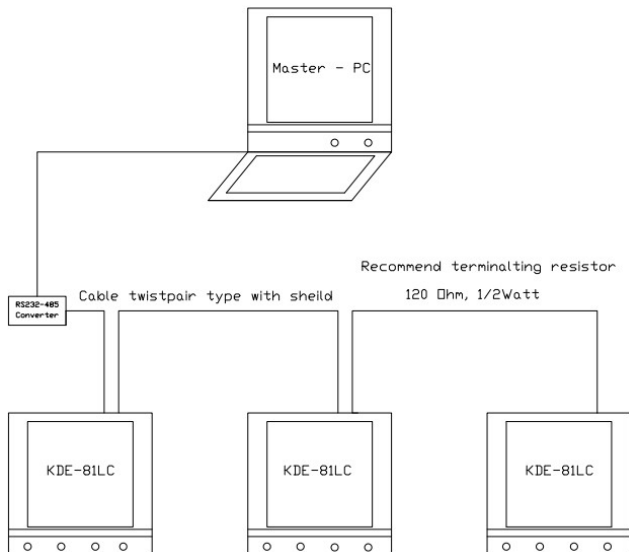 Master - PC
Recommend terminalting resistor
RS232-485
Converter
Cable twistpair type with sheild
120 Ohm, 1/2Watt
KDE-81LC
KDE-81LC
KDE-81LC